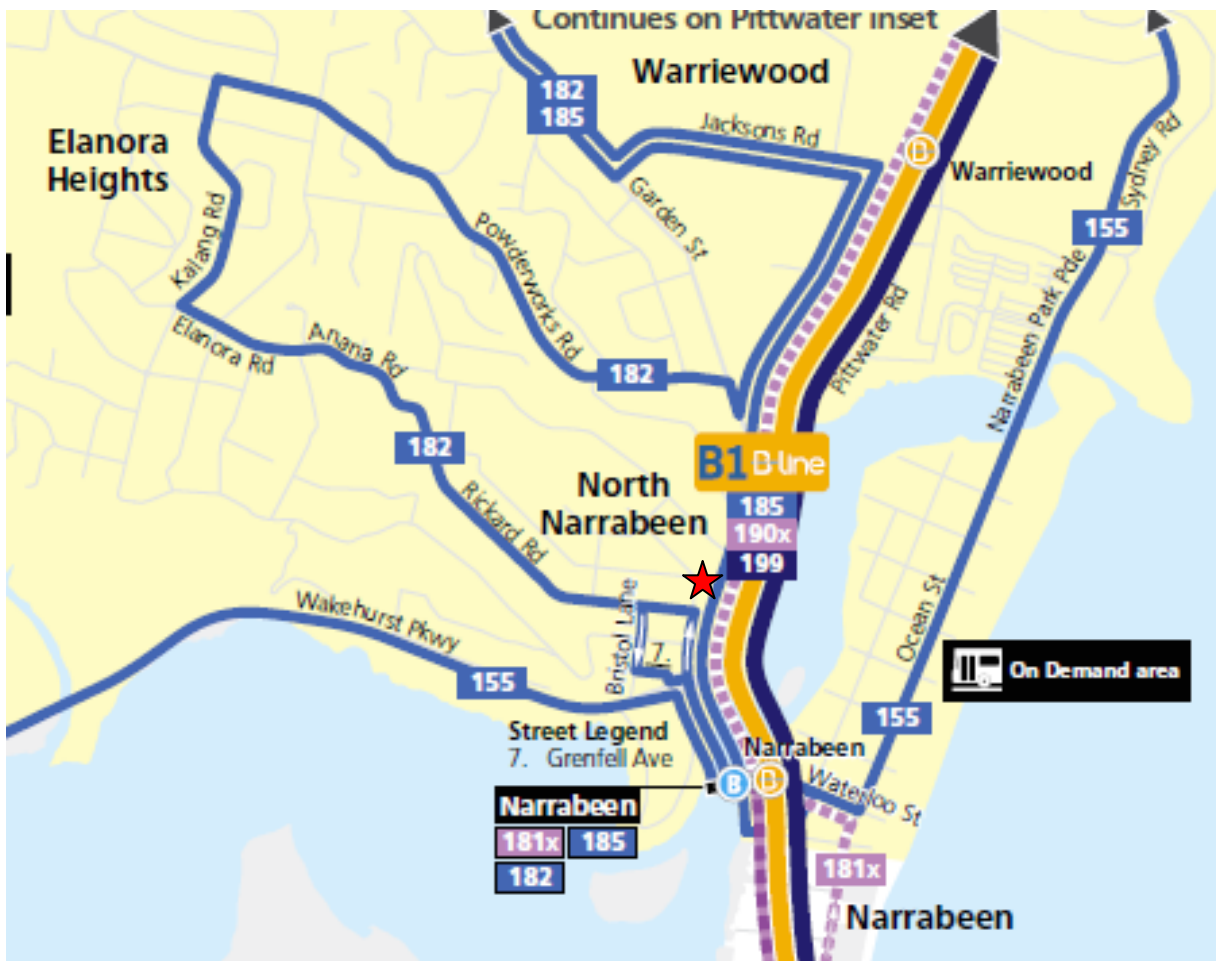 Continues on Pittwater inset
Warriewood
182
185
Jacksons Rd
Elanora
Heights
Warriewood
Sydney Rd
155
Garden St
Kalang Rd
Powderworks Rd
Narrabeen Park Pde
Pittwater Rd
Elanora Rd
Anana Rd
182
182
B1 B-line
North
Narrabeen
185
190x
199
Rickard Rd
Wakehurst Pkwy
Bristol Lane
7.
Ocean St
On Demand area
155
155
Street Legend
7. Grenfell Ave
Narrabeen
B
Waterloo St
Narrabeen
181x
185
182
181x
Narrabeen